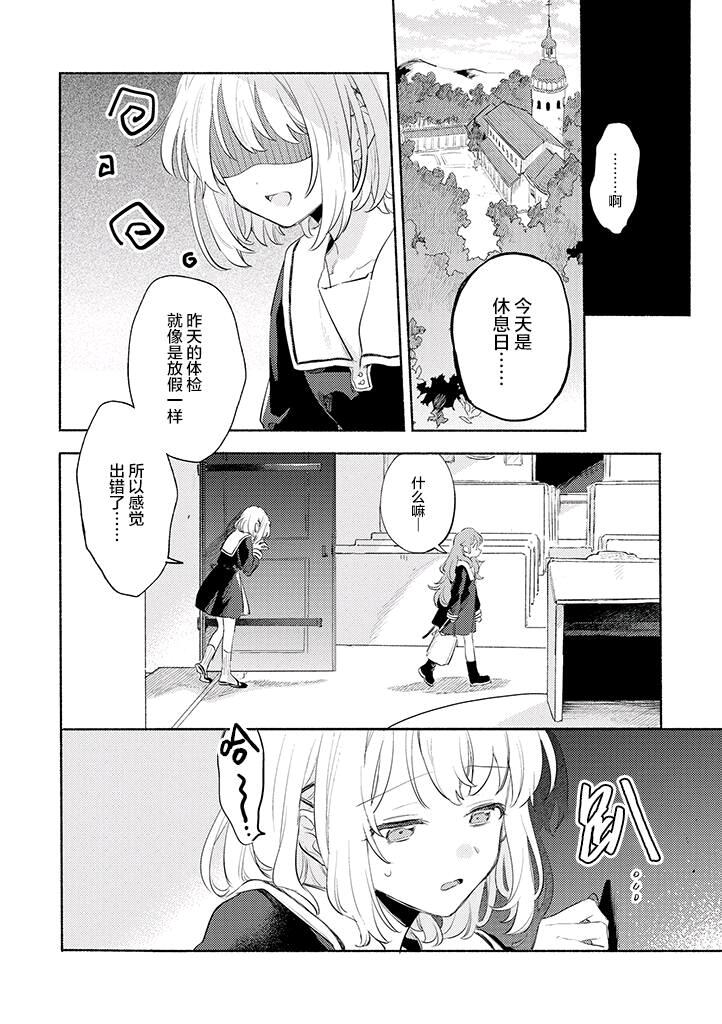 ………啊
今天是
休息日……
昨天的体检
就像是放假一样
所以感觉
出错了……
什么嘛─
哈～～
趴…